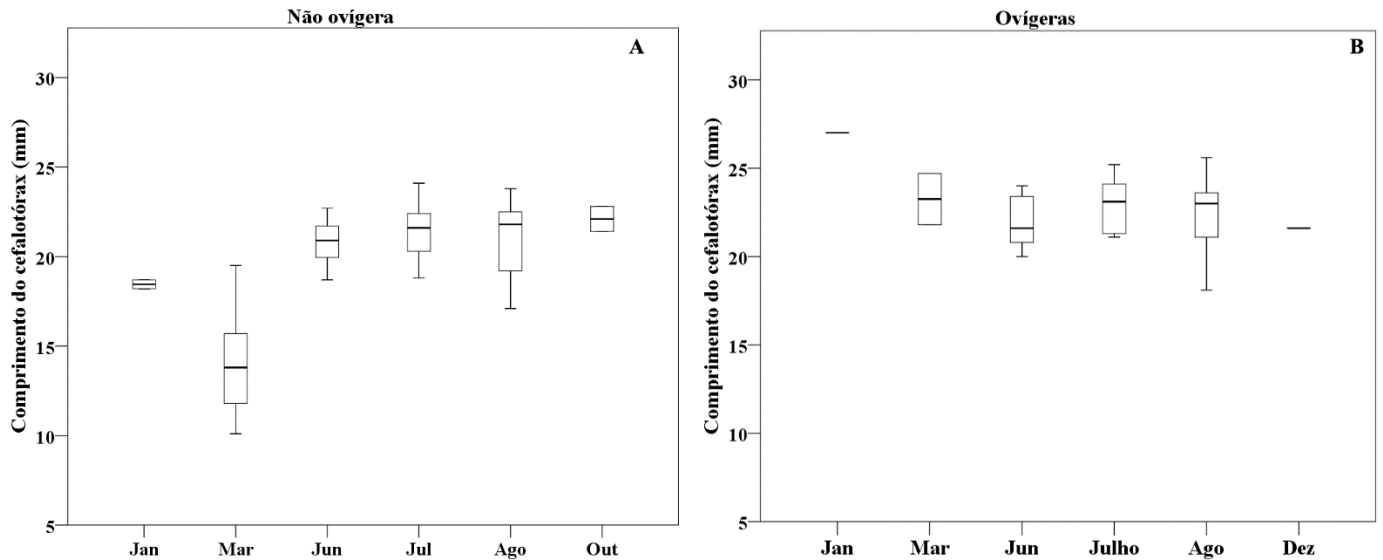 Não ovígera
A
Comprimento do cefalotórax (mm)
30
25
20
15
10
5
Jan Mar Jun Jul Ago Out
Ovígeras
B
Comprimento do cefalotórax (mm)
30
25
20
15
10
5
Jan Mar Jun Julho Ago Dez